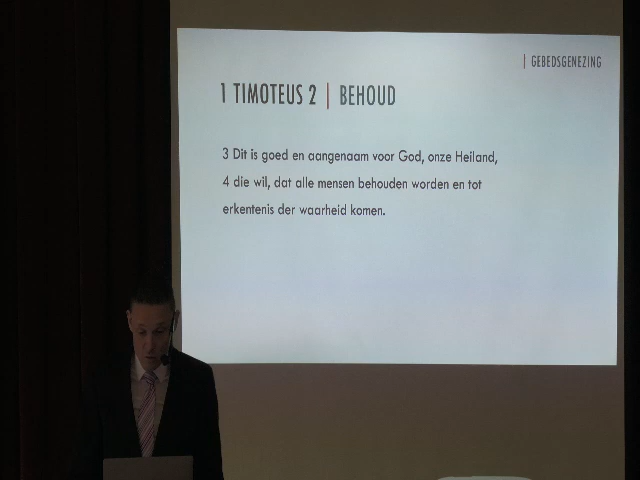 | GEBEDSGENEZING
1 TIMOTEUS 2 | BEHOUD
3 Dit is goed en aangenaam voor God, onze Heiland,
4 die wil, dat alle mensen behouden worden en tot
erkentenis der waarheid komen.